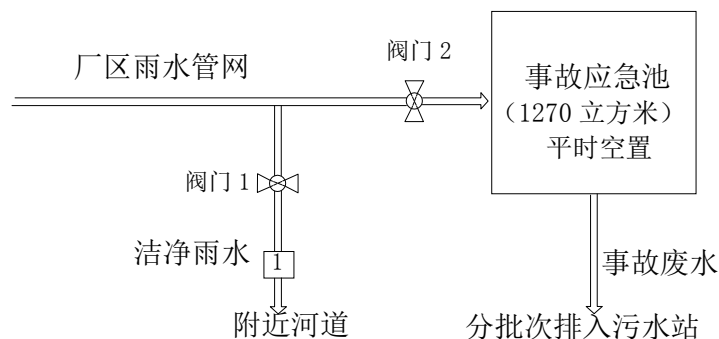 阀门 2
厂区雨水管网
事故应急池
（1270 立方米）
平时空置
阀门 1
洁净雨水
1
事故废水
附近河道
分批次排入污水站